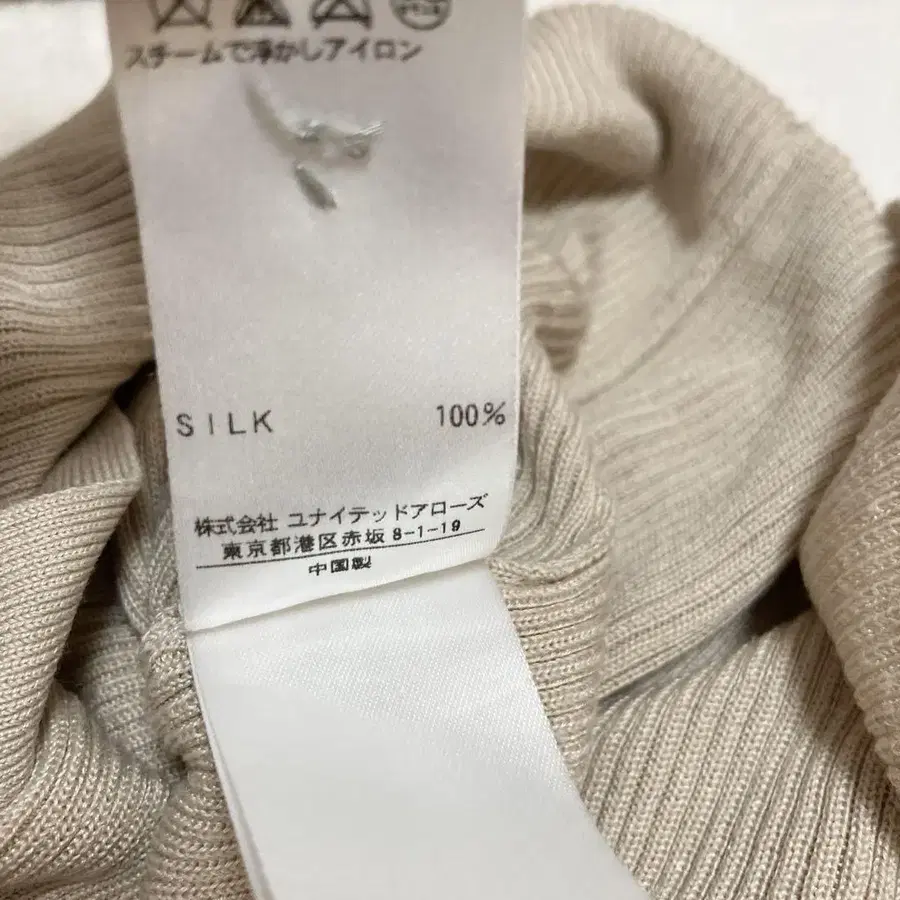 スチームで浮かしアイロン
SILK 100%
株式会社 ユナイテッドアローズ
東京都港区赤坂 8-1-19
中国製